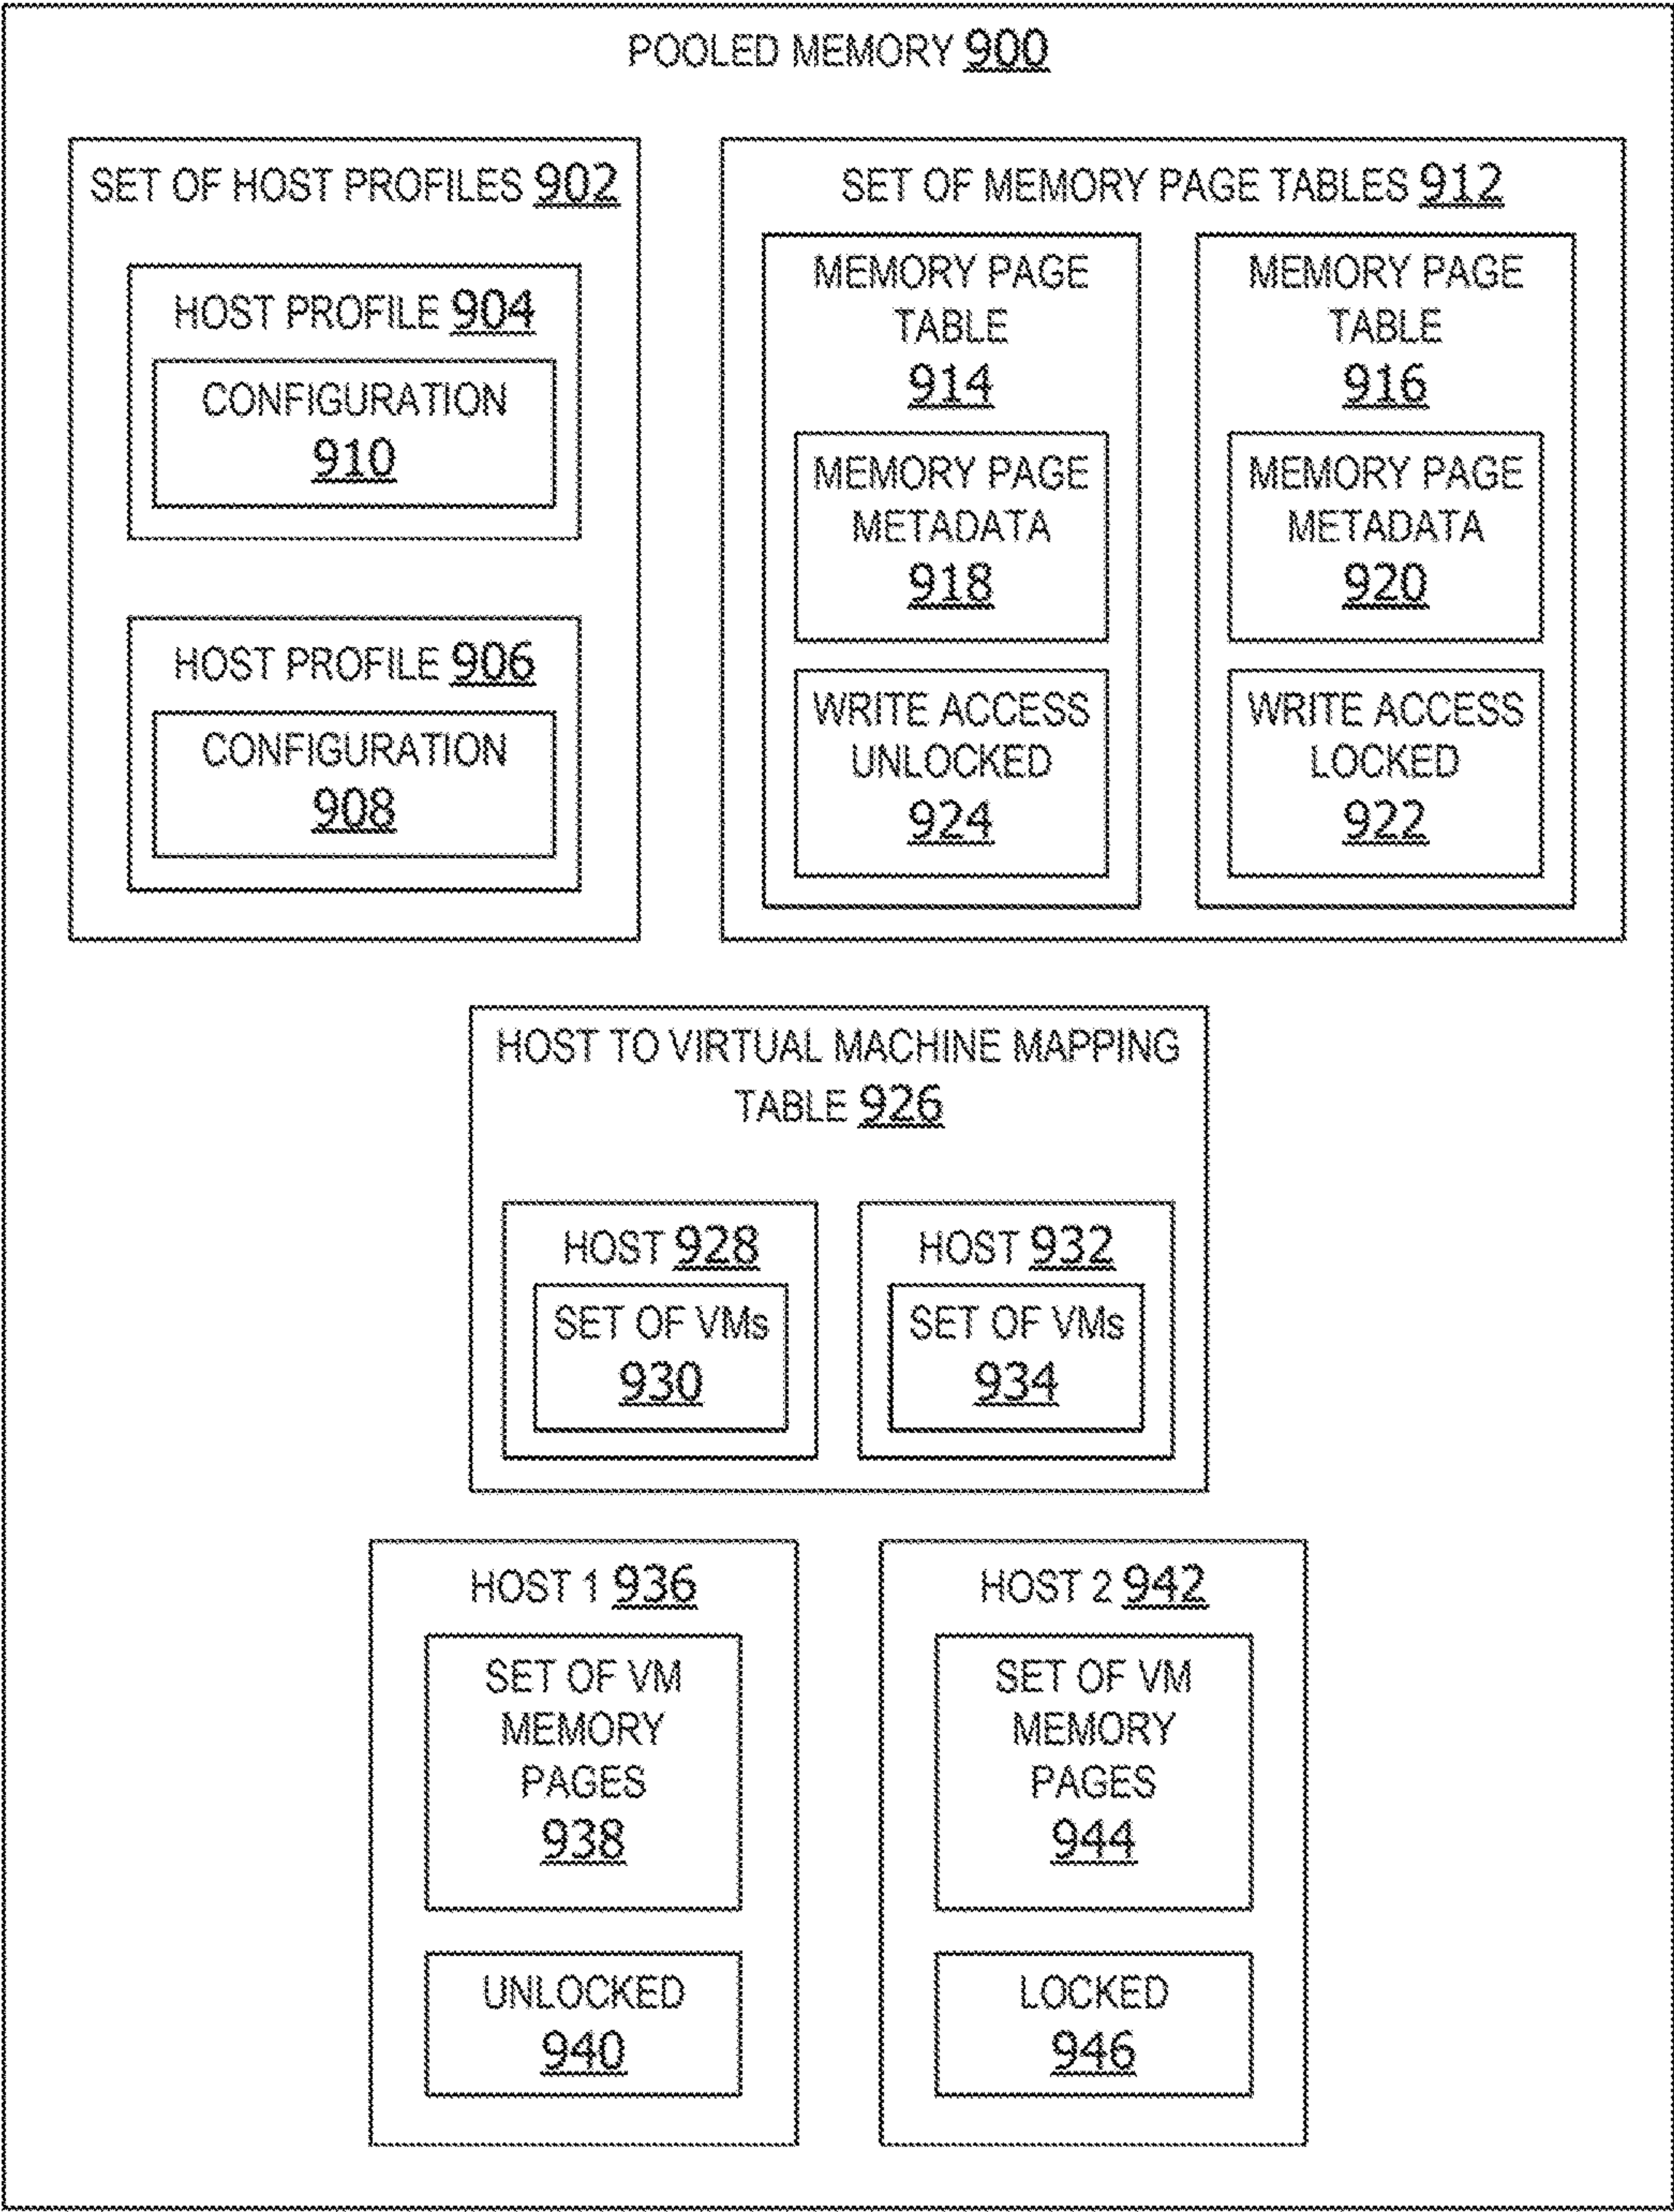 POOLED MEMORY 900
SET OF HOST PROFILES 902
HOST PROFILE 904
CONFIGURATION
910
HOST PROFILE 906
CONFIGURATION
908
SET OF MEMORY PAGE TABLES 912
MEMORY PAGE
TABLE
914
MEMORY PAGE
METADATA
918
WRITE ACCESS
UNLOCKED
924
MEMORY PAGE
TABLE
916
MEMORY PAGE
METADATA
920
WRITE ACCESS
LOCKED
922
HOST TO VIRTUAL MACHINE MAPPING
TABLE 926
HOST 928
SET OF VMs
930
HOST 932
SET OF VMs
934
HOST 1 936
SET OF VM
MEMORY
PAGES
938
UNLOCKED
940
HOST 2 942
SET OF VM
MEMORY
PAGES
944
LOCKED
946